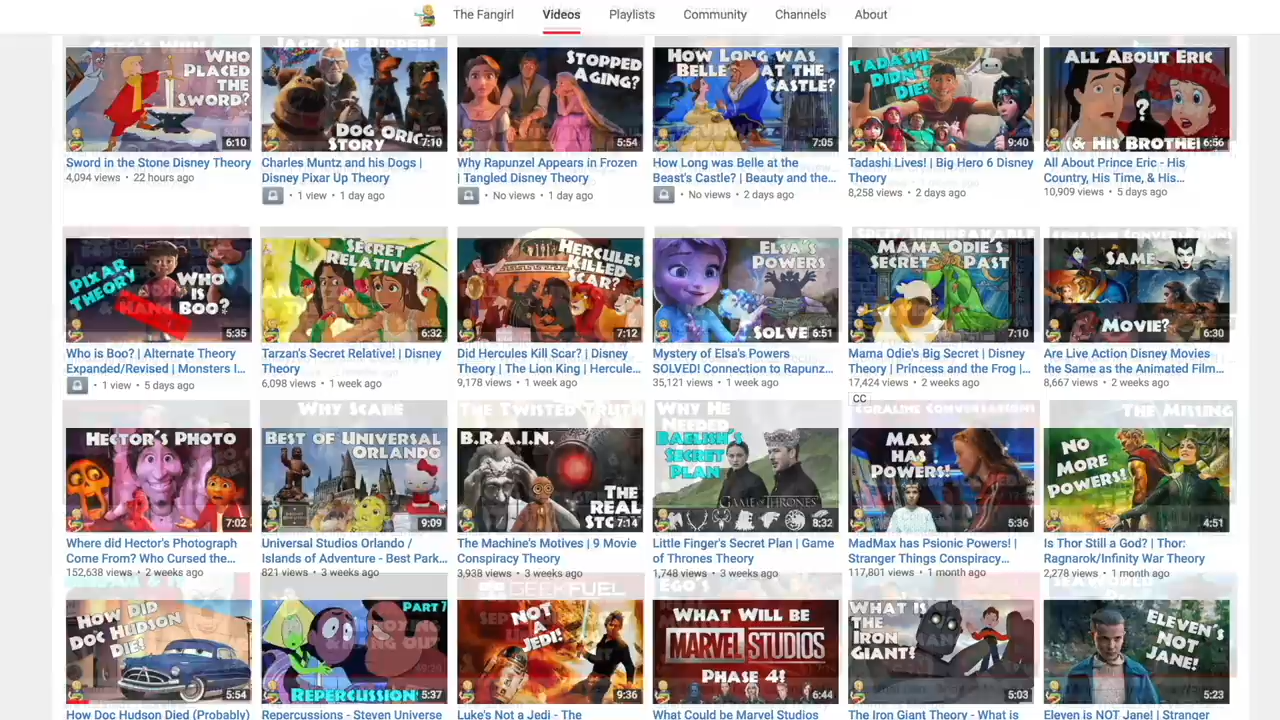 The Fangirl Videos Playlists Community Channels About
WHO PLACED THE SWORD?
6:10
Sword in the Stone Disney Theory
4,094 views • 22 hours ago
JACK THE RIPPER!
DOG ORIGIN STORY
7:10
Charles Muntz and his Dogs |
Disney Pixar Up Theory
• 1 view • 1 day ago
STOPPED AGING?
5:54
Why Rapunzel Appears in Frozen
| Tangled Disney Theory
• No views • 1 day ago
HOW LONG WAS BELLE AT THE CASTLE?
7:05
How Long was Belle at the
Beast's Castle? | Beauty and the...
• No views • 2 days ago
TADASHI DIDN'T DIE!
9:40
Tadashi Lives! | Big Hero 6 Disney
Theory
8,258 views • 2 days ago
ALL ABOUT ERIC
?
(& HIS BROTHE
6:56
All About Prince Eric - His
Country, His Time, & His...
10,909 views • 5 days ago
PIXAR THEORY
WHO IS BOO?
5:35
Who is Boo? | Alternate Theory
Expanded/Revised | Monsters I...
• 1 view • 5 days ago
SECRET RELATIVE?
6:32
Tarzan's Secret Relative! | Disney
Theory
6,098 views • 1 week ago
HERCULES KILLED SCAR?
7:12
Did Hercules Kill Scar? | Disney
Theory | The Lion King | Hercule...
9,178 views • 1 week ago
ELSA'S POWERS
SOLVE
6:51
Mystery of Elsa's Powers
SOLVED! Connection to Rapunz...
35,121 views • 1 week ago
MAMA ODIE'S SECRET PAST
7:10
Mama Odie's Big Secret | Disney
Theory | Princess and the Frog |...
17,424 views • 2 weeks ago
CC
SAME
MOVIE?
6:30
Are Live Action Disney Movies
the Same as the Animated Film...
8,667 views • 2 weeks ago
HECTOR'S PHOTO
7:02
Where did Hector's Photograph
Come From? Who Cursed the...
152,638 views • 2 weeks ago
WHY SCARE
BEST OF UNIVERSAL ORLANDO
9:09
Universal Studios Orlando /
Islands of Adventure - Best Park...
821 views • 3 weeks ago
THE TWISTED TRUTH
B.R.A.I.N.
THE REAL STO
7:14
The Machine's Motives | 9 Movie
Conspiracy Theory
3,938 views • 3 weeks ago
WHY HE NEEDED
BAELISH'S SECRET PLAN
GAME OF THRONES
8:32
Little Finger's Secret Plan | Game
of Thrones Theory
1,748 views • 3 weeks ago
CORALINE CONVERSATIONS
MAX HAS POWERS!
5:36
MadMax has Psionic Powers! |
Stranger Things Conspiracy...
117,801 views • 1 month ago
THE MISSING
NO MORE POWERS!
4:51
Is Thor Still a God? | Thor:
Ragnarok/Infinity War Theory
2,278 views • 1 month ago
HOW DID DOC HUDSON DIE!
5:54
How Doc Hudson Died (Probably)
PART 7
REPERCUSSION
5:37
Repercussions - Steven Universe
GEEK FUEL
NOT A JEDI!
9:36
Luke's Not a Jedi - The
EGO'S
WHAT WILL BE
MARVEL STUDIOS
PHASE 4!
6:44
What Could be Marvel Studios
WHAT IS THE IRON GIANT?
5:03
The Iron Giant Theory - What is
ELEVEN'S NOT JANE!
5:23
Eleven is NOT Jane! | Stranger